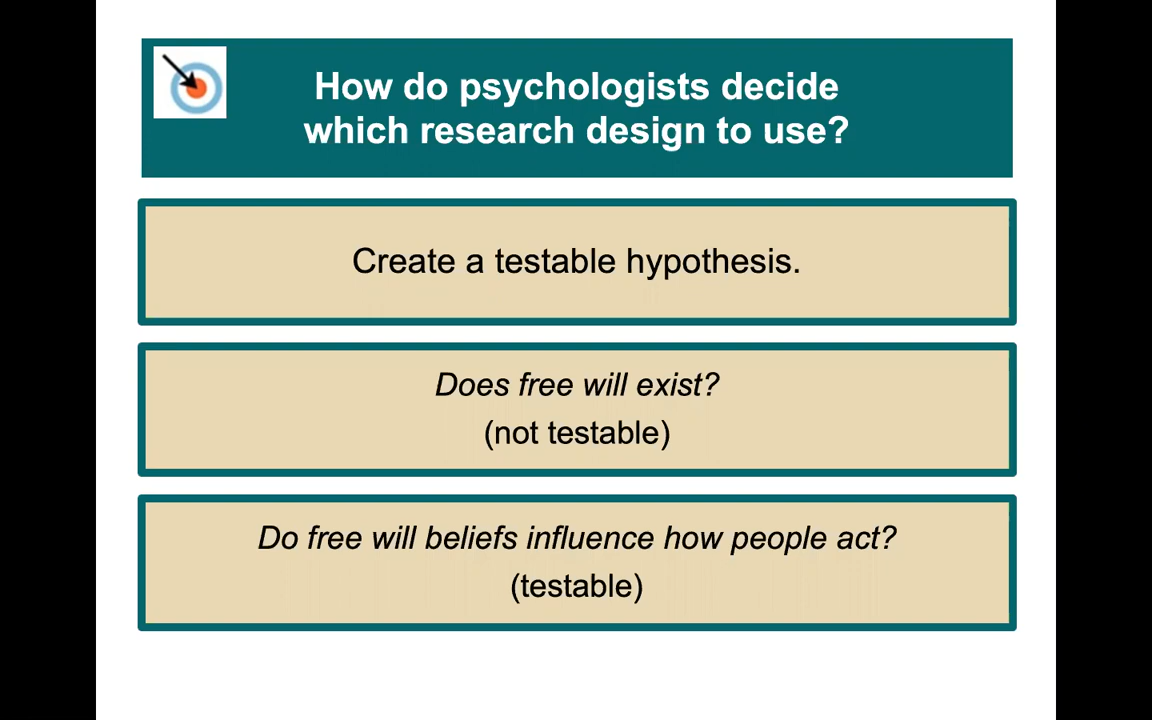 How do psychologists decide
which research design to use?
Create a testable hypothesis.
Does free will exist?
(not testable)
Do free will beliefs influence how people act?
(testable)